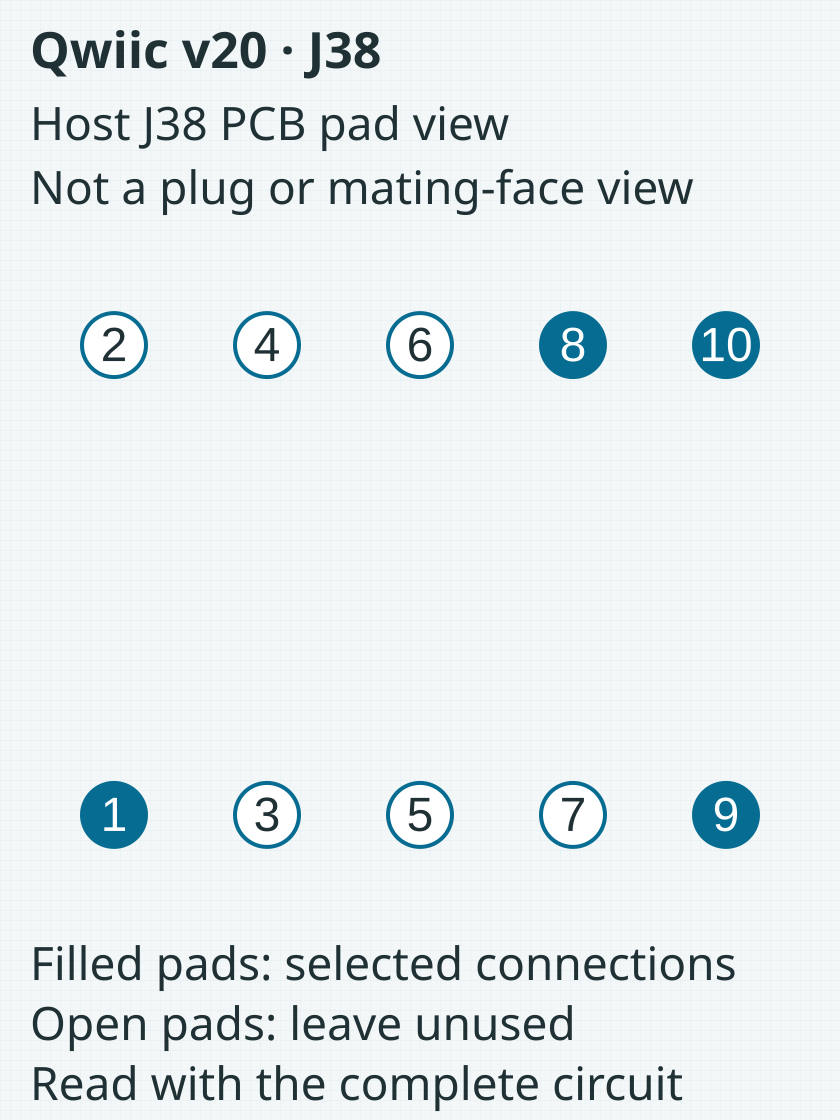 Qwiic v20 · J38
Host J38 PCB pad view
Not a plug or mating-face view
2 4 6 8 10
1 3 5 7 9
Filled pads: selected connections
Open pads: leave unused
Read with the complete circuit